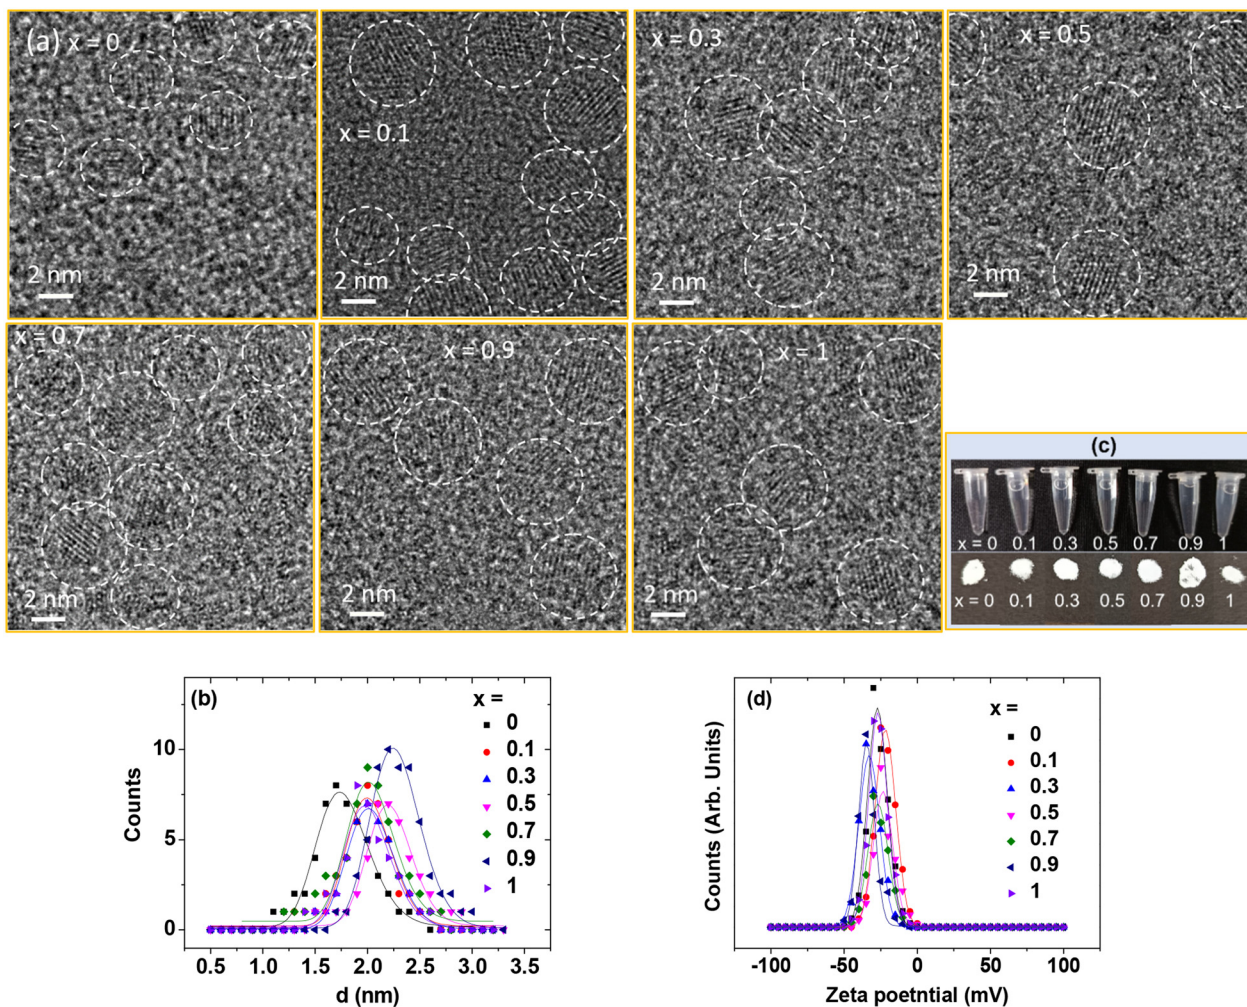 (a) x = 0
2 nm
x = 0.1
2 nm
x = 0.3
2 nm
x = 0.5
2 nm
x = 0.7
2 nm
x = 0.9
2 nm
x = 1
2 nm
(c)
x = 0 0.1 0.3 0.5 0.7 0.9 1
x = 0 0.1 0.3 0.5 0.7 0.9 1
(b)
x =
0
0.1
0.3
0.5
0.7
0.9
1
10
5
0
Counts
0.5 1.0 1.5 2.0 2.5 3.0 3.5
d (nm)
(d)
x =
0
0.1
0.3
0.5
0.7
0.9
1
Counts (Arb. Units)
-100 -50 0 50 100
Zeta poetntial (mV)